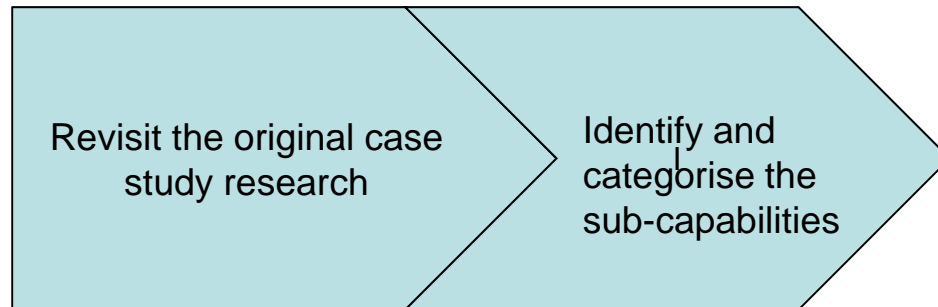 Revisit the original case
study research
Identify and
categorise the
sub-capabilities